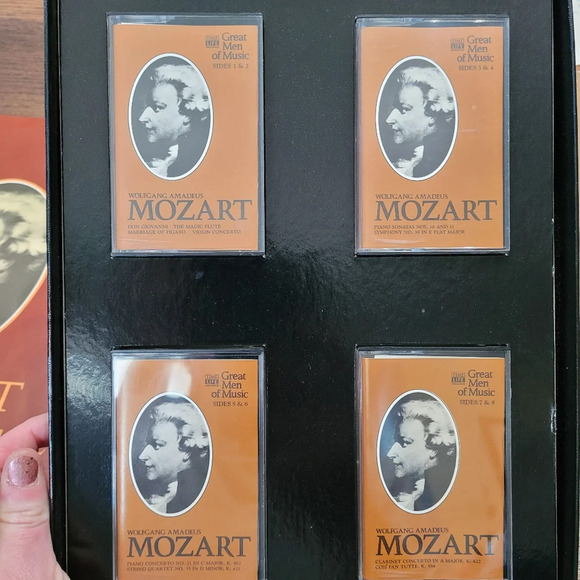 TIME
LIFE
Great
Men
of Music
SIDES 1 & 2
WOLFGANG AMADEUS
MOZART
DON GIOVANNI THE MAGIC FLUTE
MARRIAGE OF FIGARO VIOLIN CONCERTO
TIME
LIFE
Great
Men
of Music
SIDES 3 & 4
WOLFGANG AMADEUS
MOZART
PIANO SONATAS NOS. 10 AND 11
SYMPHONY NO. 39 IN E FLAT MAJOR
TIME
LIFE
Great
Men
of Music
SIDES 5 & 6
WOLFGANG AMADEUS
MOZART
PIANO CONCERTO NO. 21 IN C MAJOR, K. 467
STRING QUARTET NO. 15 IN D MINOR, K. 421
TIME
LIFE
Great
Men
of Music
SIDES 7 & 8
WOLFGANG AMADEUS
MOZART
CLARINET CONCERTO IN A MAJOR, K. 622
COSÌ FAN TUTTE, K. 588
T